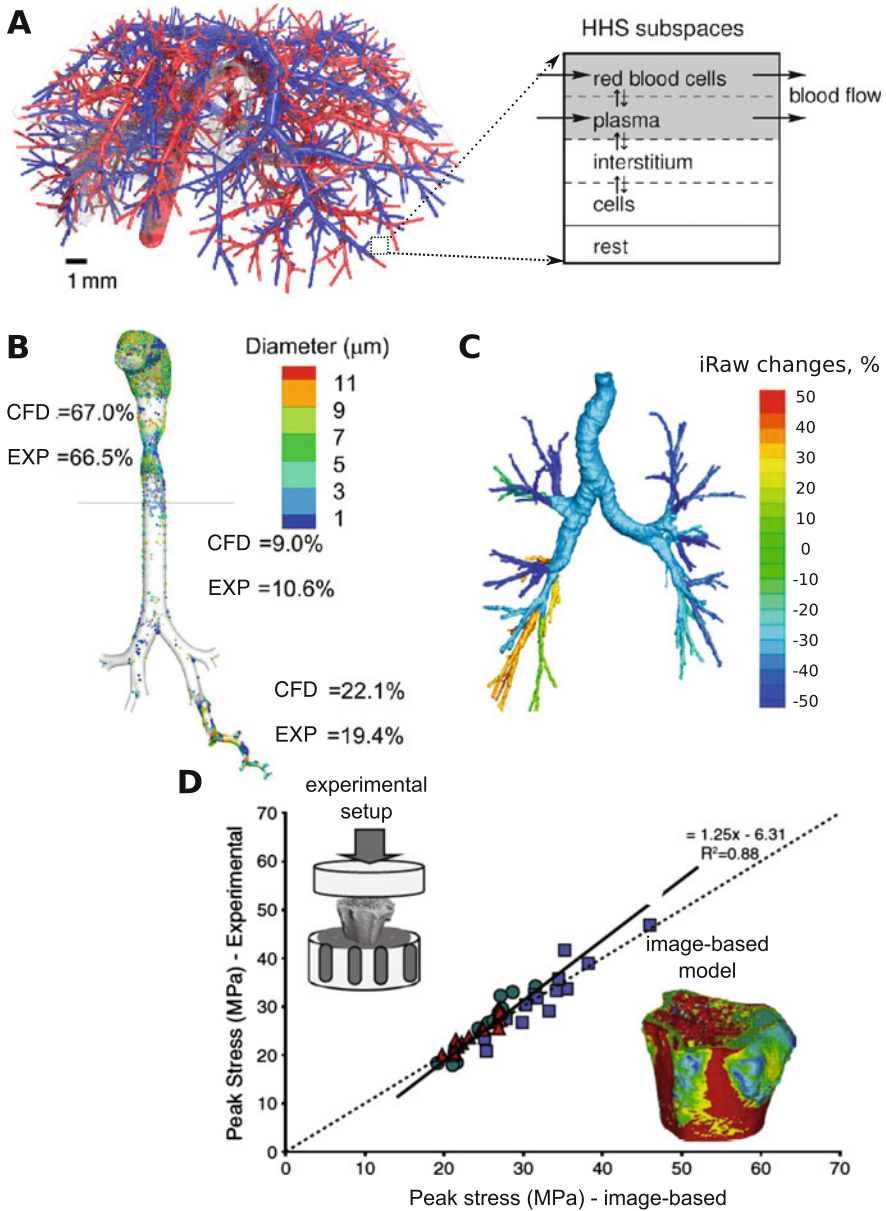 A
HHS subspaces
red blood cells
blood flow
plasma
interstitium
cells
rest
1 mm
B
Diameter (μm)
11
9
7
5
3
1
CFD =67.0%
EXP =66.5%
CFD =9.0%
EXP =10.6%
CFD =22.1%
EXP =19.4%
C
iRaw changes, %
50
40
30
20
10
0
-10
-20
-30
-40
-50
D
experimental
setup
= 1.25x - 6.31
R²=0.88
image-based
model
Peak Stress (MPa) - Experimental
70
60
50
40
30
20
10
0
0 10 20 30 40 50 60 70
Peak stress (MPa) - image-based